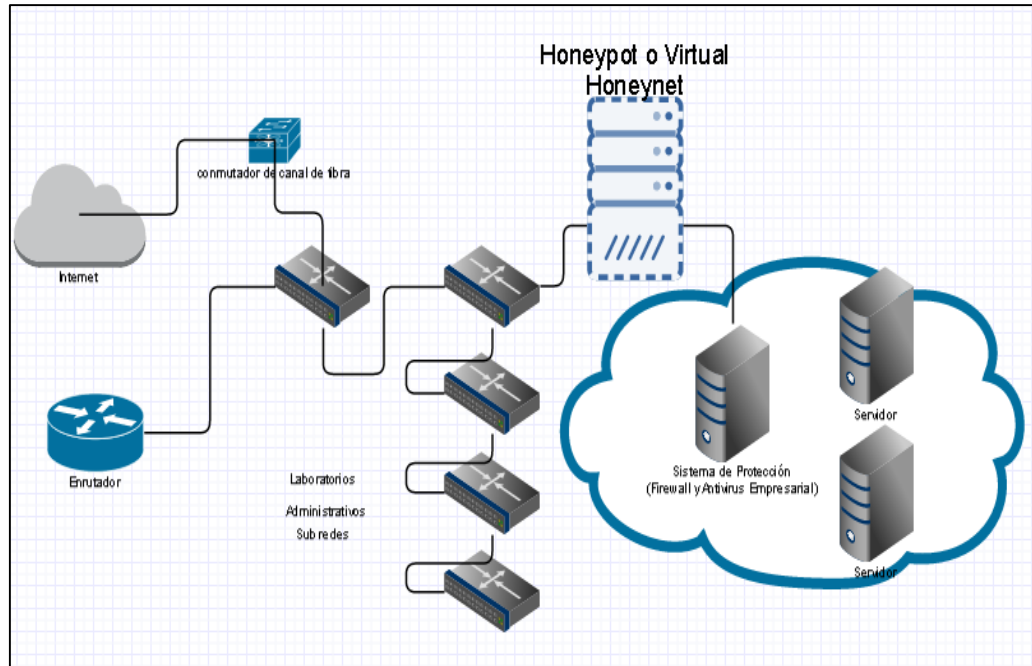 Honeypot o Virtual
Honeynet
conmutador de canal de fibra
Internet
Enrutador
Laboratorios
Administrativos
Sub redes
Servidor
Sistema de Protección
(Firewall y Antivirus Empresarial)
Servidor